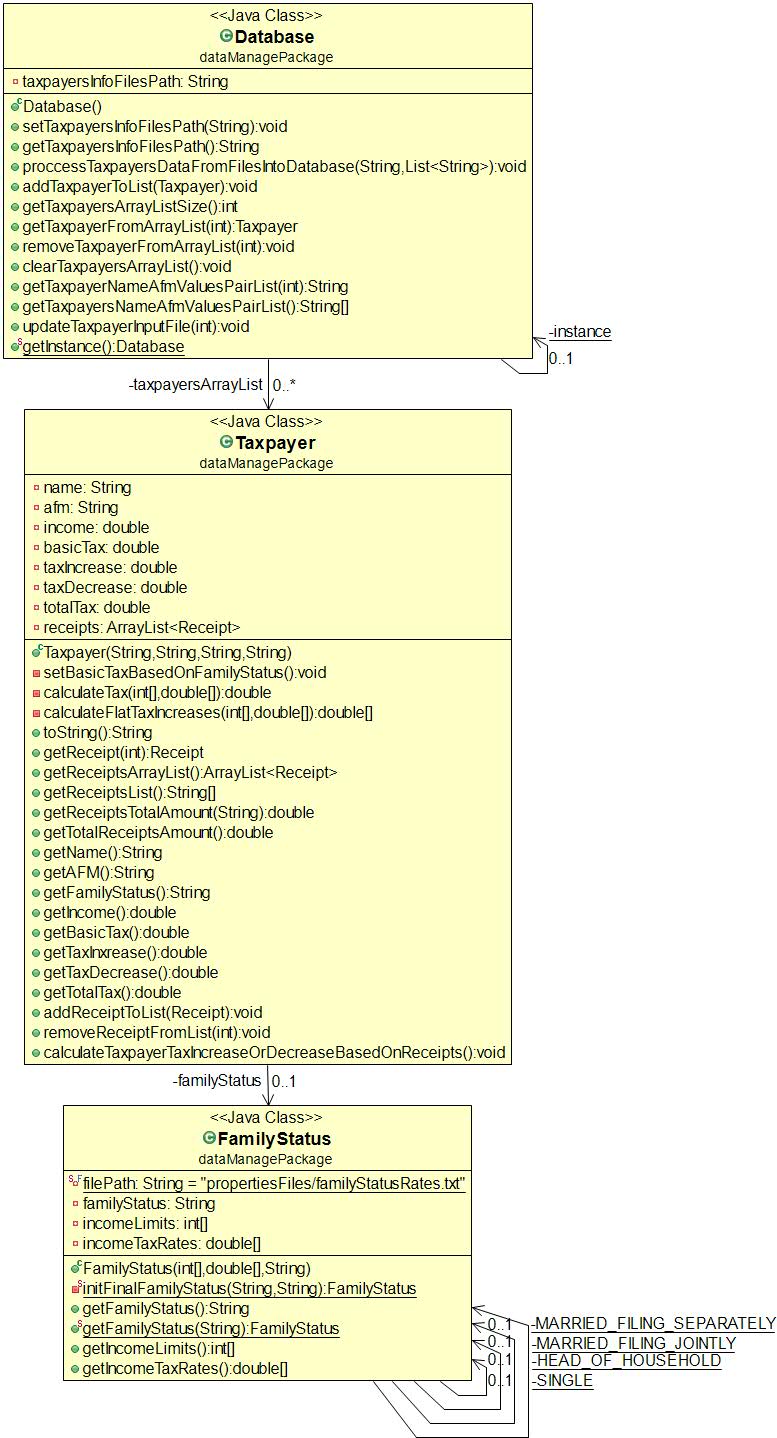 <<Java Class>>
Database
dataManagePackage
taxpayersInfoFilesPath: String
Database()
setTaxpayersInfoFilesPath(String):void
getTaxpayersInfoFilesPath():String
proccessTaxpayersDataFromFilesIntoDatabase(String,List<String>):void
addTaxpayerToList(Taxpayer):void
getTaxpayersArrayListSize():int
getTaxpayerFromArrayList(int):Taxpayer
removeTaxpayerFromArrayList(int):void
clearTaxpayersArrayList():void
getTaxpayerNameAfmValuesPairList(int):String
getTaxpayersNameAfmValuesPairList():String[]
updateTaxpayerInputFile(int):void
getInstance():Database
-instance
0..1
-taxpayersArrayList 0..*
<<Java Class>>
Taxpayer
dataManagePackage
name: String
afm: String
income: double
basicTax: double
taxIncrease: double
taxDecrease: double
totalTax: double
receipts: ArrayList<Receipt>
Taxpayer(String,String,String,String)
setBasicTaxBasedOnFamilyStatus():void
calculateTax(int[],double[]):double
calculateFlatTaxIncreases(int[],double[]):double[]
toString():String
getReceipt(int):Receipt
getReceiptsArrayList():ArrayList<Receipt>
getReceiptsList():String[]
getReceiptsTotalAmount(String):double
getTotalReceiptsAmount():double
getName():String
getAFM():String
getFamilyStatus():String
getIncome():double
getBasicTax():double
getTaxInxrease():double
getTaxDecrease():double
getTotalTax():double
addReceiptToList(Receipt):void
removeReceiptFromList(int):void
calculateTaxpayerTaxIncreaseOrDecreaseBasedOnReceipts():void
-familyStatus 0..1
<<Java Class>>
FamilyStatus
dataManagePackage
filePath: String = "propertiesFiles/familyStatusRates.txt"
familyStatus: String
incomeLimits: int[]
incomeTaxRates: double[]
FamilyStatus(int[],double[],String)
initFinalFamilyStatus(String,String):FamilyStatus
getFamilyStatus():String
getFamilyStatus(String):FamilyStatus
getIncomeLimits():int[]
getIncomeTaxRates():double[]
0..1 -MARRIED_FILING_SEPARATELY
0..1 -MARRIED_FILING_JOINTLY
0..1 -HEAD_OF_HOUSEHOLD
0..1 -SINGLE